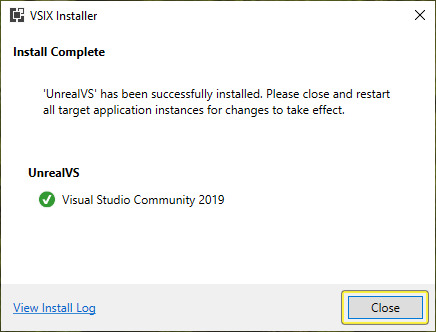 VSIX Installer
Install Complete
'UnrealVS' has been successfully installed. Please close and restart
all target application instances for changes to take effect.
UnrealVS
Visual Studio Community 2019
View Install Log
Close